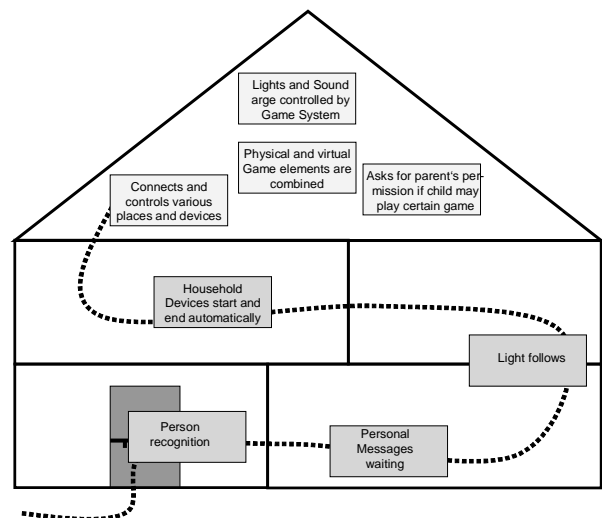 Lights and Sound
arge controlled by
Game System
Physical and virtual
Game elements are
combined
Asks for parent's per-
mission if child may
play certain game
Connects and
controls various
places and devices
Household
Devices start and
end automatically
Light follows
Person
recognition
Personal
Messages
waiting